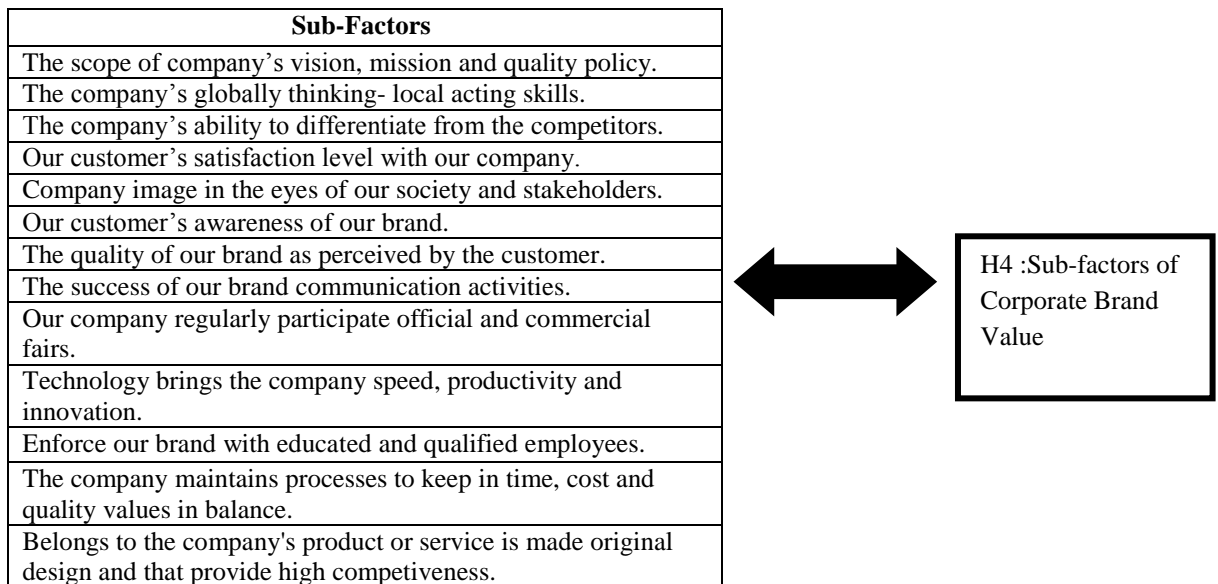 Sub-Factors
The scope of company’s vision, mission and quality policy.
The company’s globally thinking- local acting skills.
The company’s ability to differentiate from the competitors.
Our customer’s satisfaction level with our company.
Company image in the eyes of our society and stakeholders.
Our customer’s awareness of our brand.
The quality of our brand as perceived by the customer.
The success of our brand communication activities.
Our company regularly participate official and commercial
fairs.
Technology brings the company speed, productivity and
innovation.
Enforce our brand with educated and qualified employees.
The company maintains processes to keep in time, cost and
quality values in balance.
Belongs to the company's product or service is made original
design and that provide high competiveness.
H4 :Sub-factors of
Corporate Brand
Value